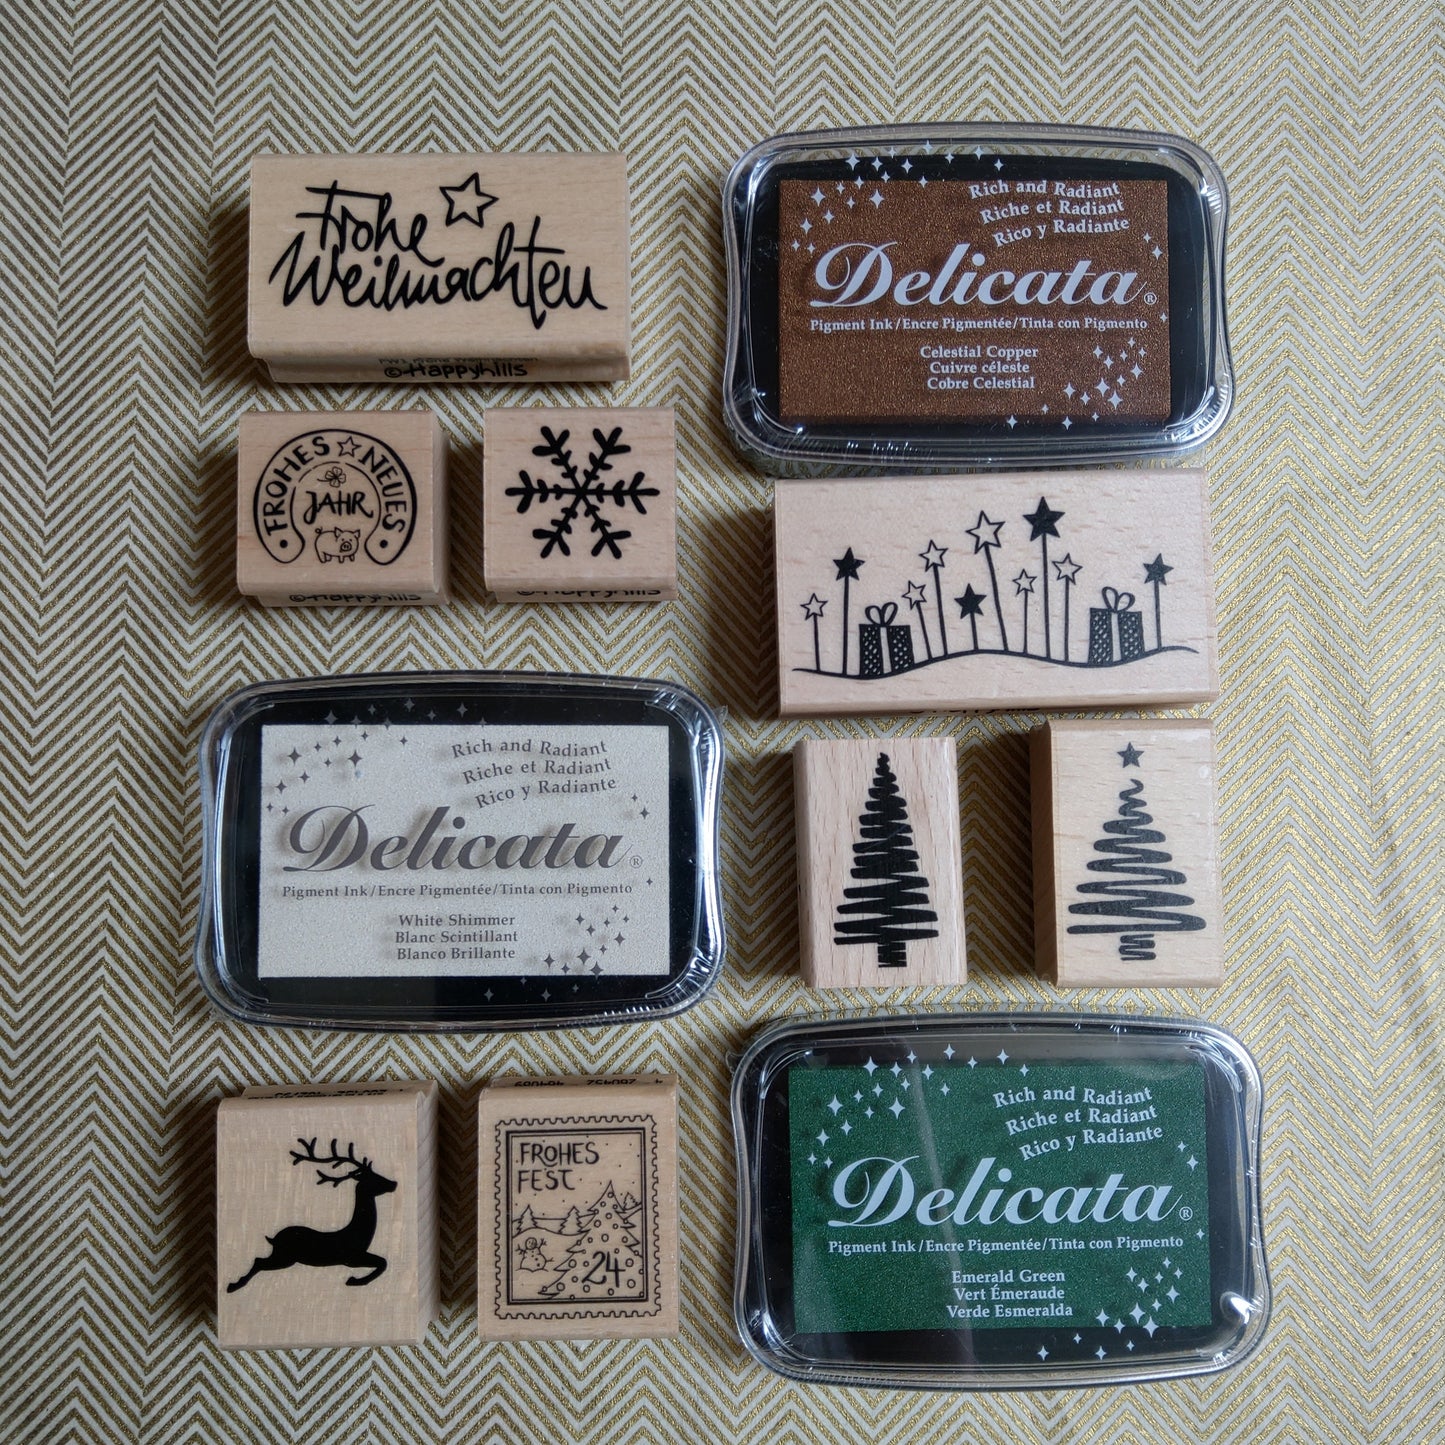 Frohe
Weihnachten
©Happyhills
FROHES NEUES
JAHR
©Happyhills
©Happyhills
Rich and Radiant
Riche et Radiant
Rico y Radiante
Delicata®
Pigment Ink/Encre Pigmentée/Tinta con Pigmento
Celestial Copper
Cuivre céleste
Cobre Celestial
Rich and Radiant
Riche et Radiant
Rico y Radiante
Delicata®
Pigment Ink/Encre Pigmentée/Tinta con Pigmento
White Shimmer
Blanc Scintillant
Blanco Brillante
FROHES
FEST
24
Rich and Radiant
Riche et Radiant
Rico y Radiante
Delicata®
Pigment Ink/Encre Pigmentée/Tinta con Pigmento
Emerald Green
Vert Émeraude
Verde Esmeralda